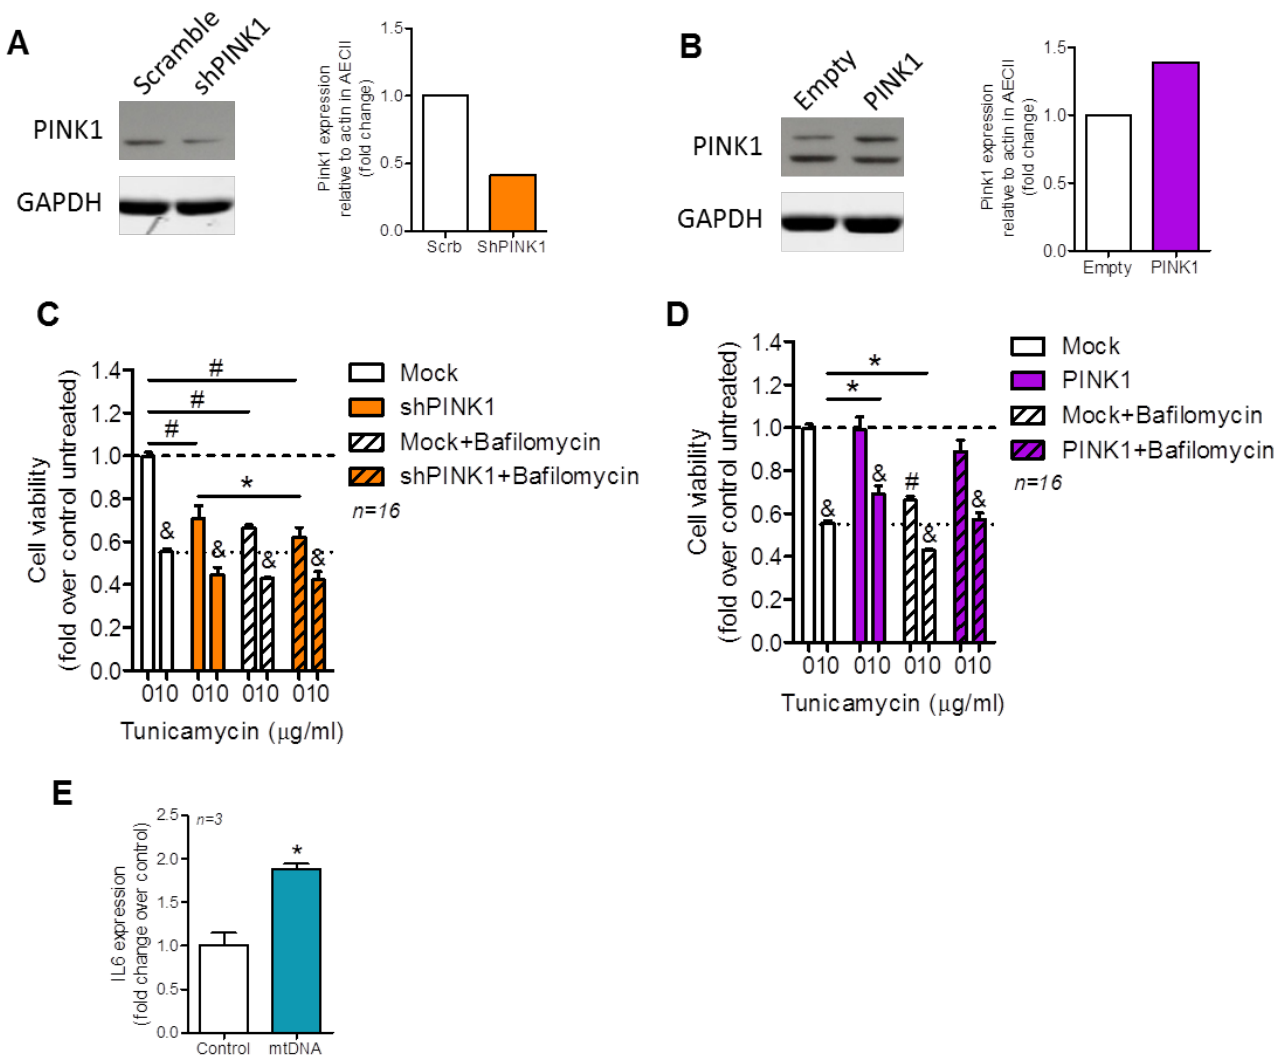 A
Scramble
shPINK1
PINK1
GAPDH
Pink1 expression
relative to actin in AECII
(fold change)
1.5
1.0
0.5
0.0
Scrb
ShPINK1
B
Empty
PINK1
PINK1
GAPDH
Pink1 expression
relative to actin in AECII
(fold change)
1.5
1.0
0.5
0.0
Empty
PINK1
C
Cell viability
(fold over control untreated)
1.4
1.2
1.0
0.8
0.6
0.4
0.2
0.0
#
#
#
*
&
&
&
&
010 010 010 010
Tunicamycin (μg/ml)
Mock
shPINK1
Mock+Bafilomycin
shPINK1+Bafilomycin
n=16
D
Cell viability
(fold over control untreated)
1.4
1.2
1.0
0.8
0.6
0.4
0.2
0.0
*
*
&
&
#
&
&
010 010 010 010
Tunicamycin (μg/ml)
Mock
PINK1
Mock+Bafilomycin
PINK1+Bafilomycin
n=16
E
IL6 expression
(fold change over control)
2.5
2.0
1.5
1.0
0.5
0.0
n=3
*
Control
mtDNA